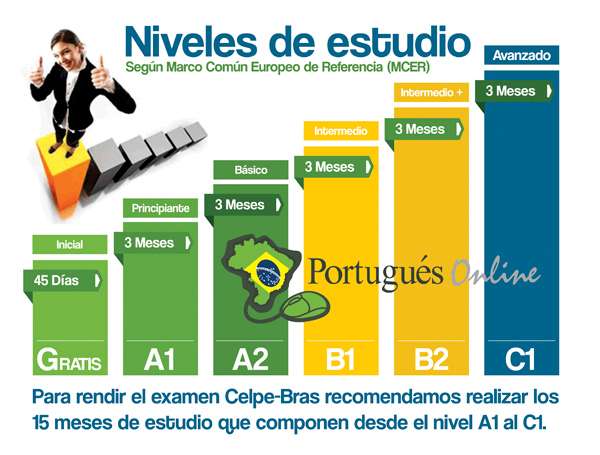 Niveles de estudio
Según Marco Común Europeo de Referencia (MCER)
Avanzado
3 Meses
Intermedio +
3 Meses
Intermedio
3 Meses
Básico
3 Meses
Principiante
3 Meses
Inicial
45 Días
Portugués Online
GRATIS
A1
A2
B1
B2
C1
Para rendir el examen Celpe-Bras recomendamos realizar los
15 meses de estudio que componen desde el nivel A1 al C1.